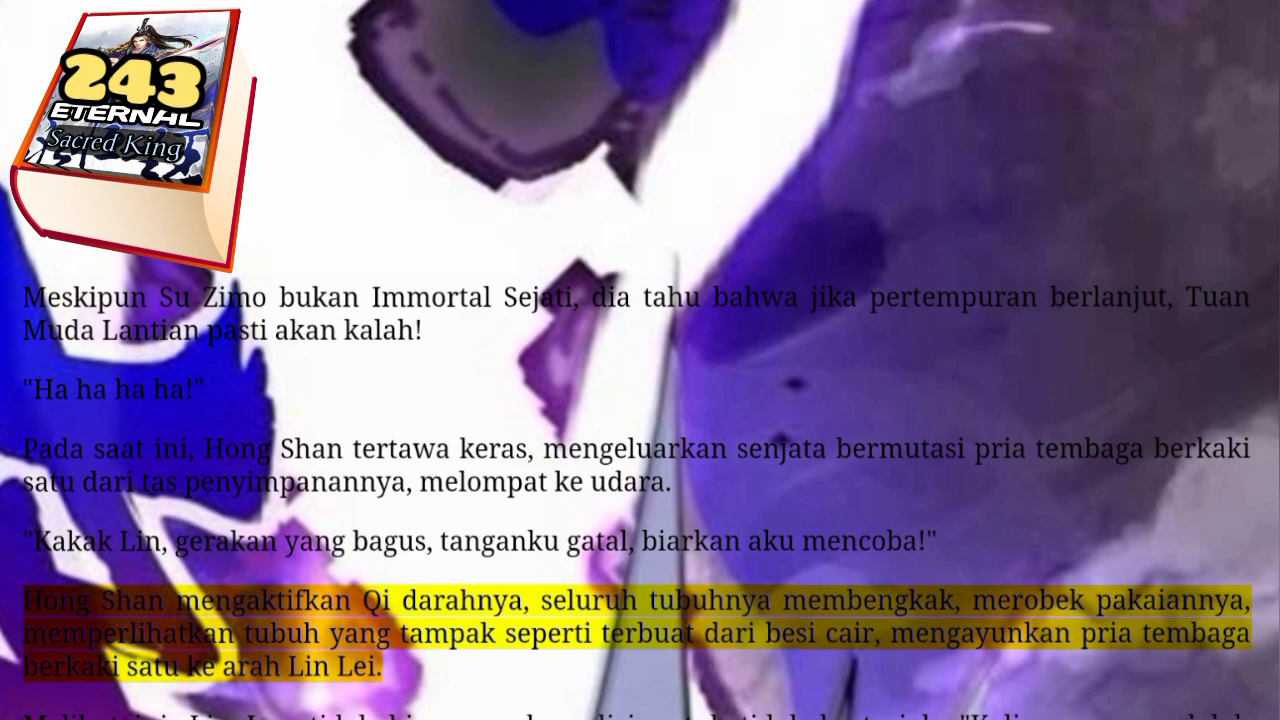 243
ETERNAL
Sacred King
Meskipun Su Zimo bukan Immortal Sejati, dia tahu bahwa jika pertempuran berlanjut, Tuan
Muda Lantian pasti akan kalah!
"Ha ha ha ha!"
Pada saat ini, Hong Shan tertawa keras, mengeluarkan senjata bermutasi pria tembaga berkaki
satu dari tas penyimpanannya, melompat ke udara.
"Kakak Lin, gerakan yang bagus, tanganku gatal, biarkan aku mencoba!"
Hong Shan mengaktifkan Qi darahnya, seluruh tubuhnya membengkak, merobek pakaiannya,
memperlihatkan tubuh yang tampak seperti terbuat dari besi cair, mengayunkan pria tembaga
berkaki satu ke arah Lin Lei.